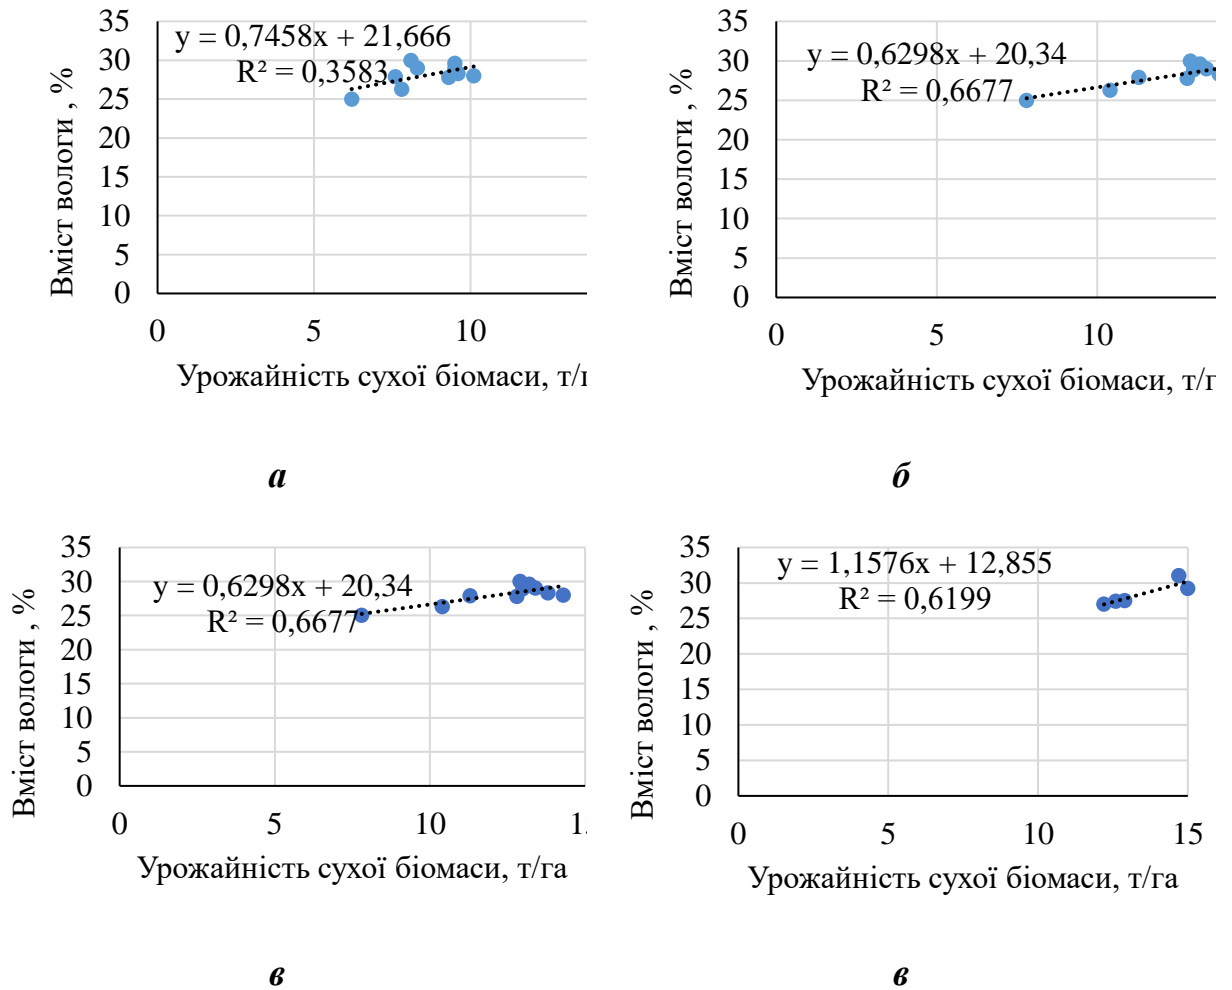 35
30
25
20
15
10
5
0
y = 0,7458x + 21,666
R² = 0,3583
Вміст вологи , %
0 5 10
Урожайність сухої біомаси, т/г
а
35
30
25
20
15
10
5
0
y = 0,6298x + 20,34
R² = 0,6677
Вміст вологи , %
0 5 10
Урожайність сухої біомаси, т/г
б
35
30
25
20
15
10
5
0
y = 0,6298x + 20,34
R² = 0,6677
Вміст вологи , %
0 5 10 1
Урожайність сухої біомаси, т/га
в
35
30
25
20
15
10
5
0
y = 1,1576x + 12,855
R² = 0,6199
Вміст вологи , %
0 5 10 15
Урожайність сухої біомаси, т/га
в